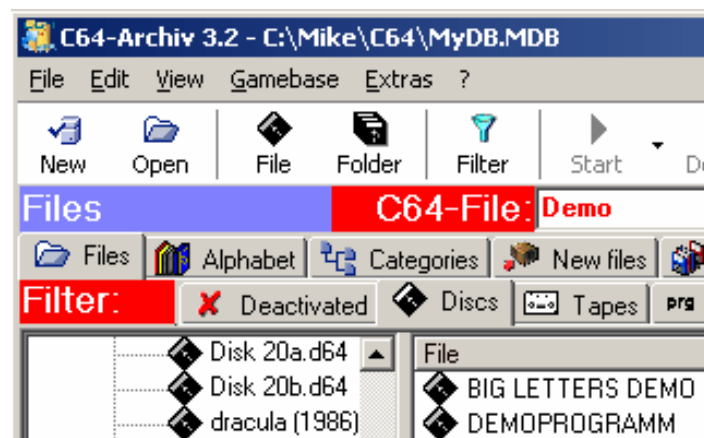 C64-Archiv 3.2 - C:\Mike\C64\MyDB.MDB
File Edit View Gamebase Extras ?
New Open File Folder Filter Start
Files C64-File: Demo
Files Alphabet Categories New files
Filter: Deactivated Discs Tapes prg
Disk 20a.d64 File
Disk 20b.d64 BIG LETTERS DEMO
dracula (1986) DEMOPROGRAMM